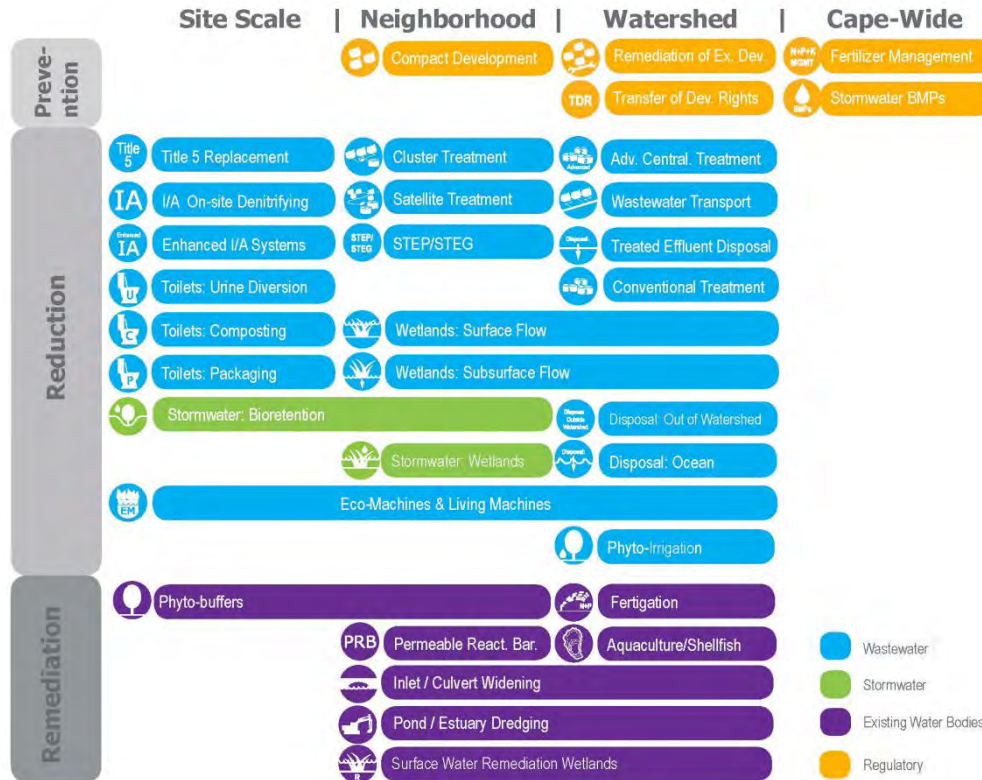 Site Scale | Neighborhood | Watershed | Cape-Wide
Preve-
ntion
Compact Development
Remediation of Ex. Dev.
N+P+K
MGMT
Fertilizer Management
TDR
Transfer of Dev. Rights
BMPs
Stormwater BMPs
Reduction
Title
5
Title 5 Replacement
Cluster Treatment
Advanced
Adv. Central. Treatment
IA
I/A On-site Denitrifying
Satellite Treatment
Wastewater Transport
Enhanced
IA
Enhanced I/A Systems
STEP/
STEG
STEP/STEG
Disposal
Treated Effluent Disposal
U
Toilets: Urine Diversion
Conventional Treatment
C
Toilets: Composting
Wetlands: Surface Flow
P
Toilets: Packaging
Wetlands: Subsurface Flow
Stormwater: Bioretention
Dispose
Outside
Watershed
Disposal: Out of Watershed
Stormwater: Wetlands
Disposal:
Disposal: Ocean
EM
Eco-Machines & Living Machines
Phyto-Irrigation
Remediation
Phyto-buffers
N+P
Fertigation
PRB
Permeable React. Bar.
Aquaculture/Shellfish
Inlet / Culvert Widening
Pond / Estuary Dredging
R
Surface Water Remediation Wetlands
Wastewater
Stormwater
Existing Water Bodies
Regulatory